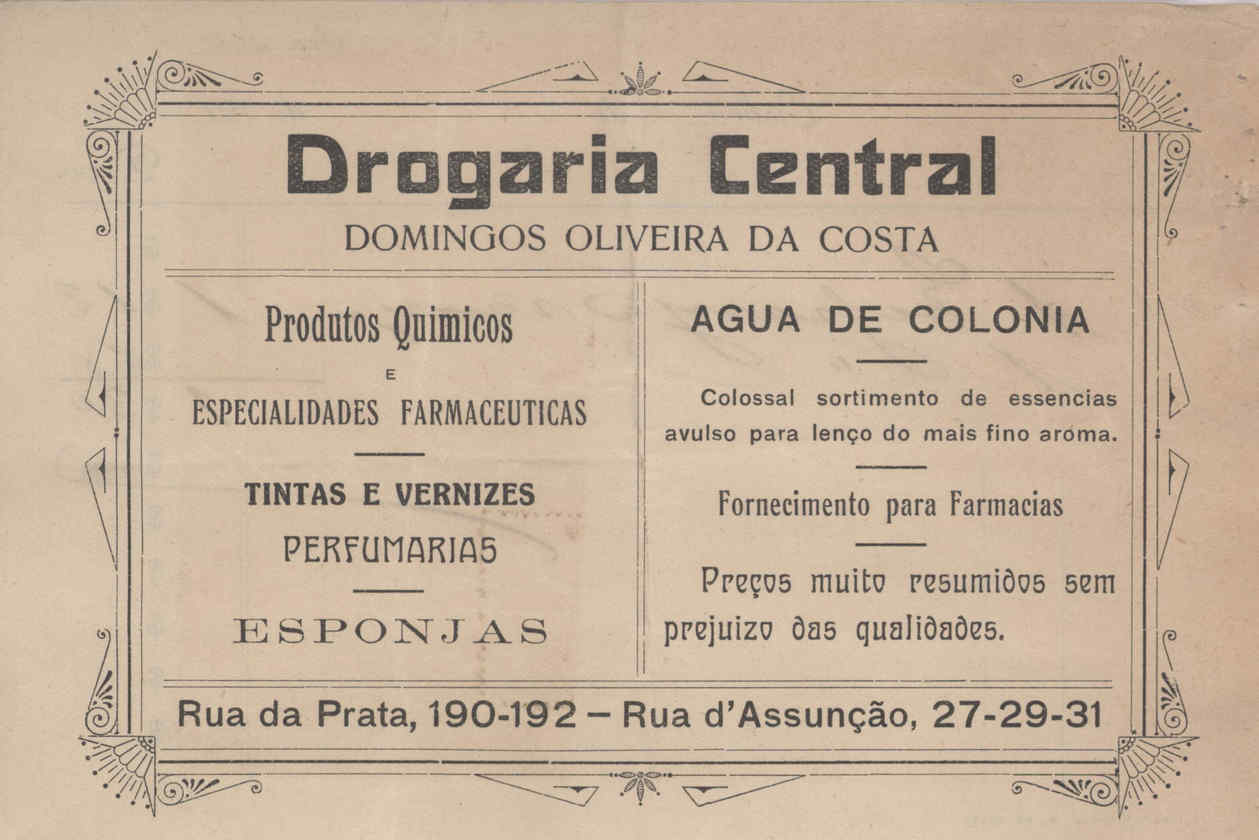 Drogaria Central
DOMINGOS OLIVEIRA DA COSTA
Produtos Quimicos
E
ESPECIALIDADES FARMACEUTICAS
TINTAS E VERNIZES
PERFUMARIAS
ESPONJAS
AGUA DE COLONIA
Colossal sortimento de essencias
avulso para lenço do mais fino aroma.
Fornecimento para Farmacias
Preços muito resumidos sem
prejuizo das qualidades.
Rua da Prata, 190-192 — Rua d'Assunção, 27-29-31